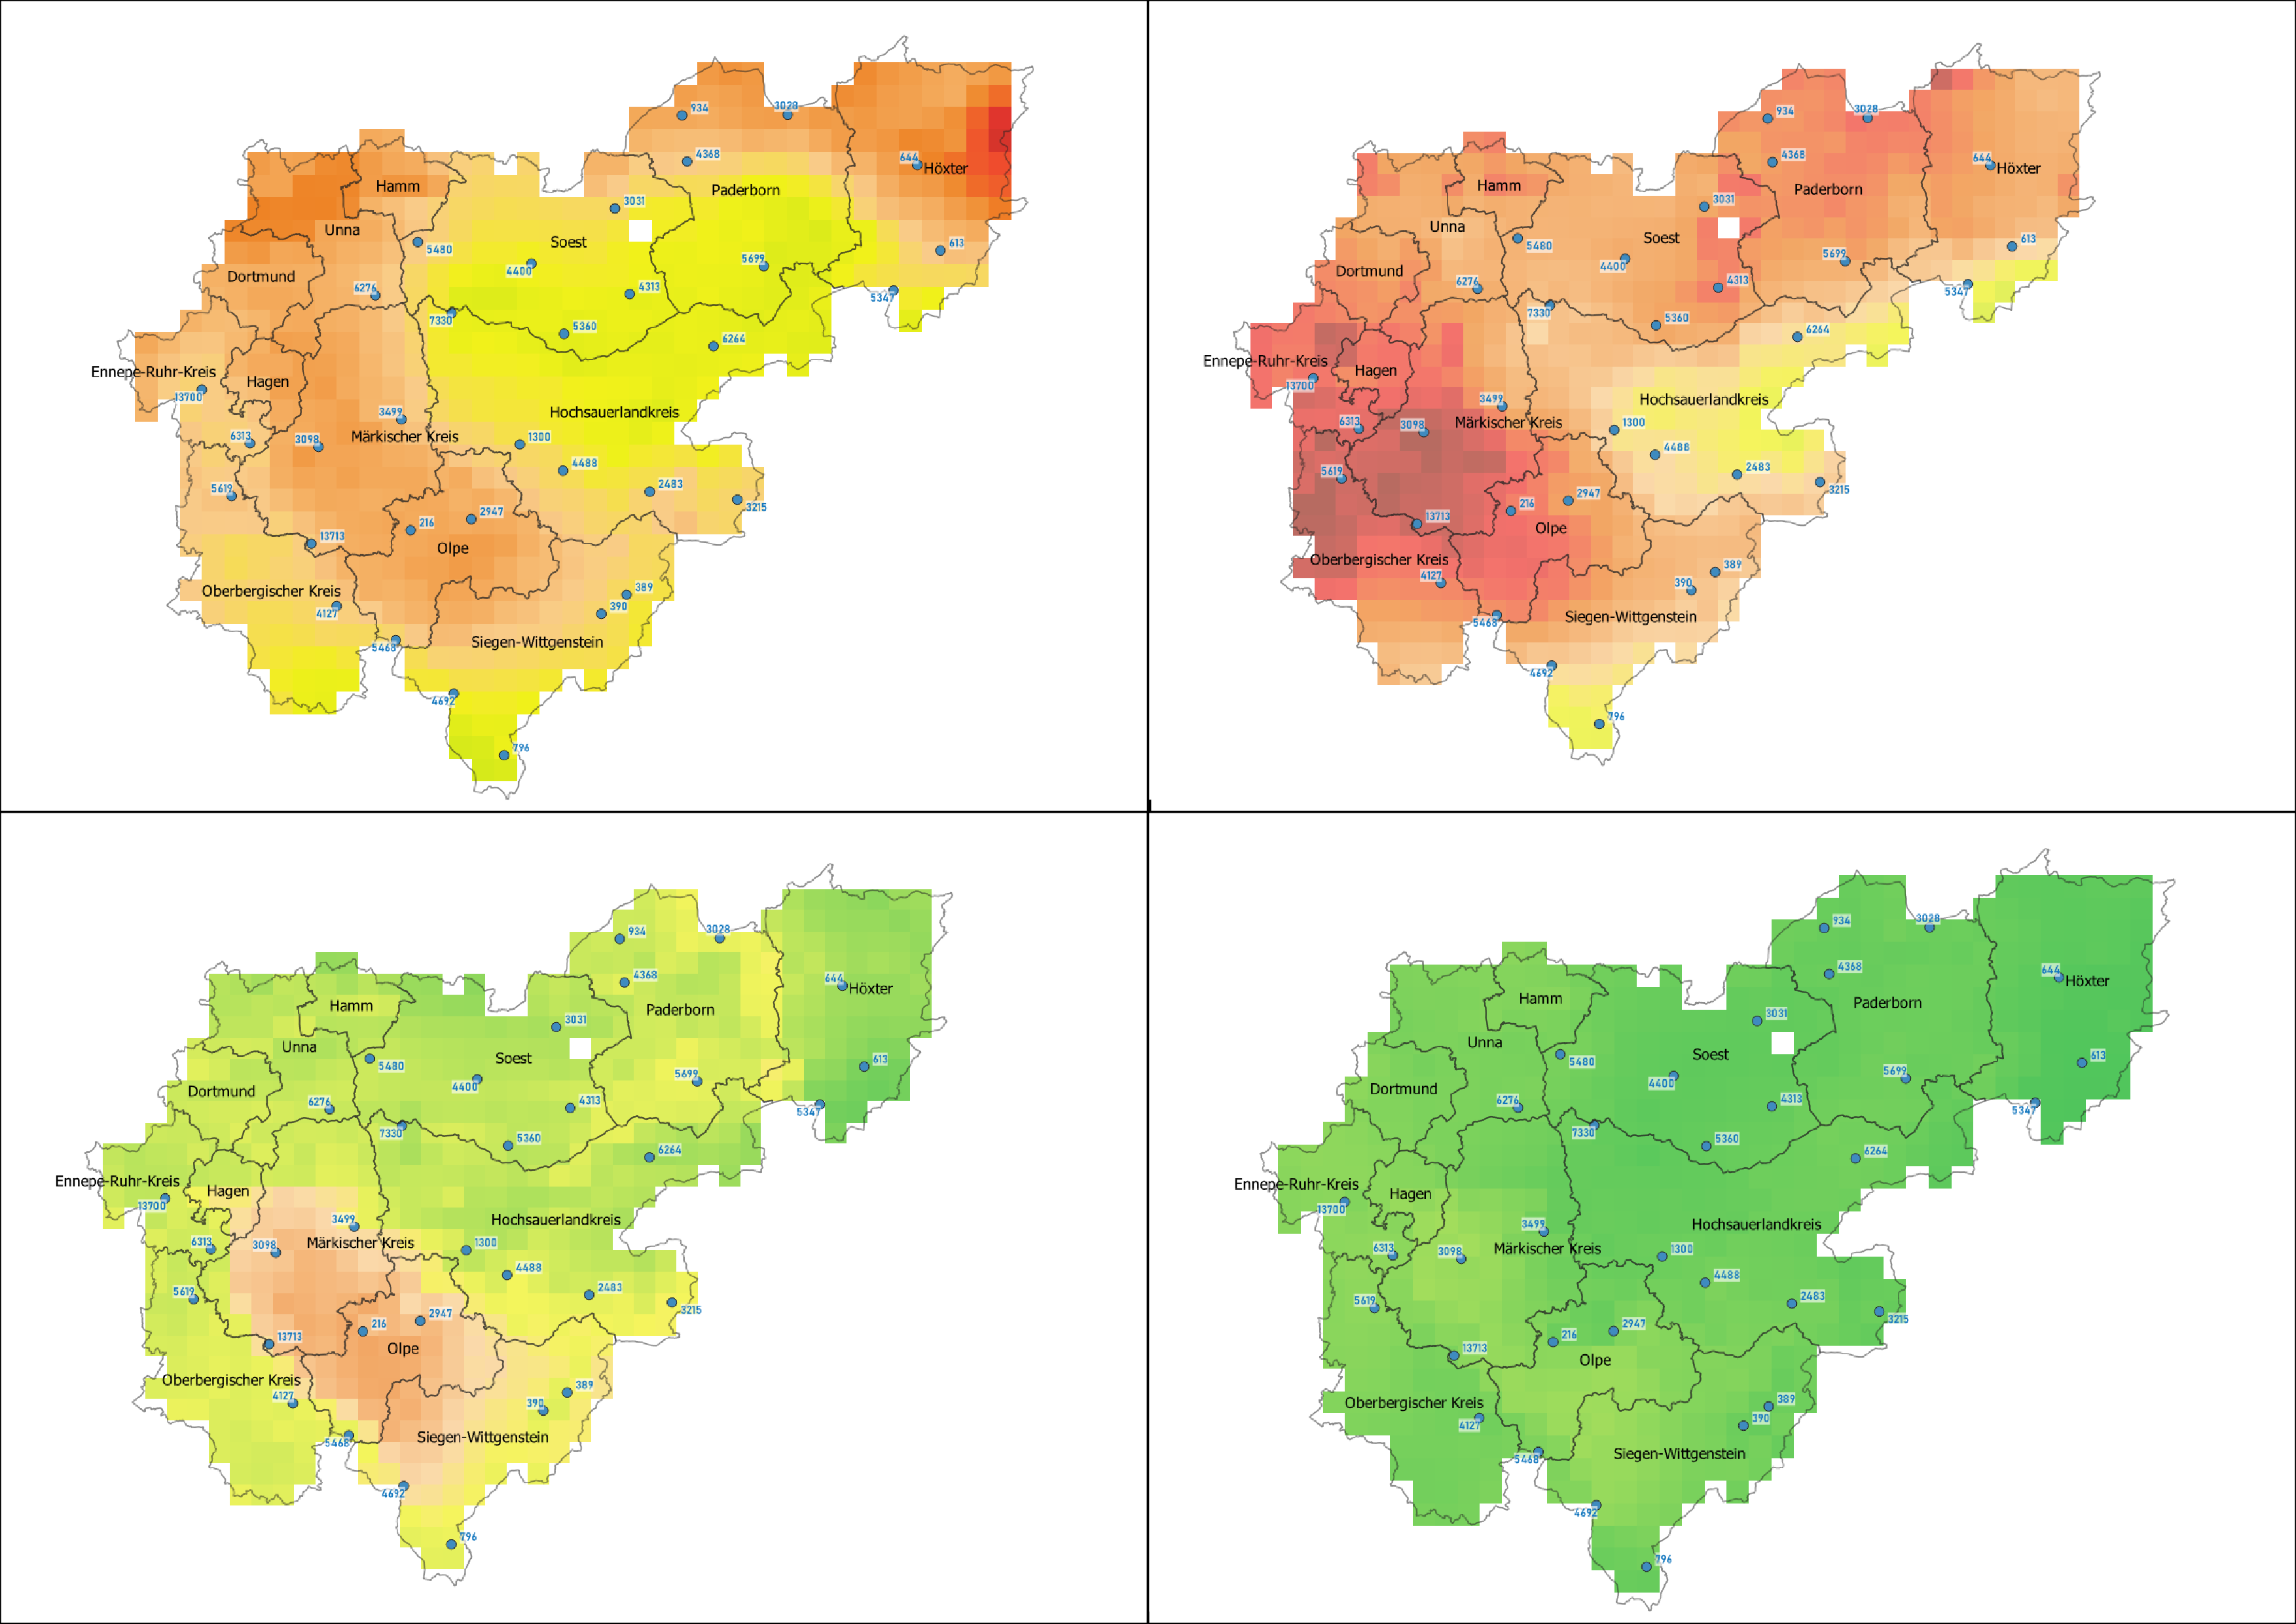 934
3028
4368
644
Höxter
Hamm
Paderborn
3031
Unna
5480
Soest
613
Dortmund
4400
5699
6276
4313
5347
7330
5360
6264
Ennepe-Ruhr-Kreis
Hagen
13700
3499
Hochsauerlandkreis
6313
3098
Märkischer Kreis
1300
4488
5619
2483
3215
216
2947
13713
Olpe
Oberbergischer Kreis
4127
389
390
5468
Siegen-Wittgenstein
4692
796
934
3028
4368
644
Höxter
Hamm
Paderborn
3031
Unna
5480
Soest
613
Dortmund
4400
5699
6276
4313
5347
7330
5360
6264
Ennepe-Ruhr-Kreis
Hagen
13700
3499
Hochsauerlandkreis
6313
3098
Märkischer Kreis
1300
4488
5619
2483
3215
216
2947
13713
Olpe
Oberbergischer Kreis
4127
389
390
5468
Siegen-Wittgenstein
4692
796
934
3028
4368
644
Höxter
Hamm
Paderborn
3031
Unna
5480
Soest
613
Dortmund
4400
5699
6276
4313
5347
7330
5360
6264
Ennepe-Ruhr-Kreis
Hagen
13700
3499
Hochsauerlandkreis
6313
3098
Märkischer Kreis
1300
4488
5619
2483
3215
216
2947
13713
Olpe
Oberbergischer Kreis
4127
389
390
5468
Siegen-Wittgenstein
4692
796
934
3028
4368
644
Höxter
Hamm
Paderborn
3031
Unna
5480
Soest
613
Dortmund
4400
5699
6276
4313
5347
7330
5360
6264
Ennepe-Ruhr-Kreis
Hagen
13700
3499
Hochsauerlandkreis
6313
3098
Märkischer Kreis
1300
4488
5619
2483
3215
216
2947
13713
Olpe
Oberbergischer Kreis
4127
389
390
5468
Siegen-Wittgenstein
4692
796